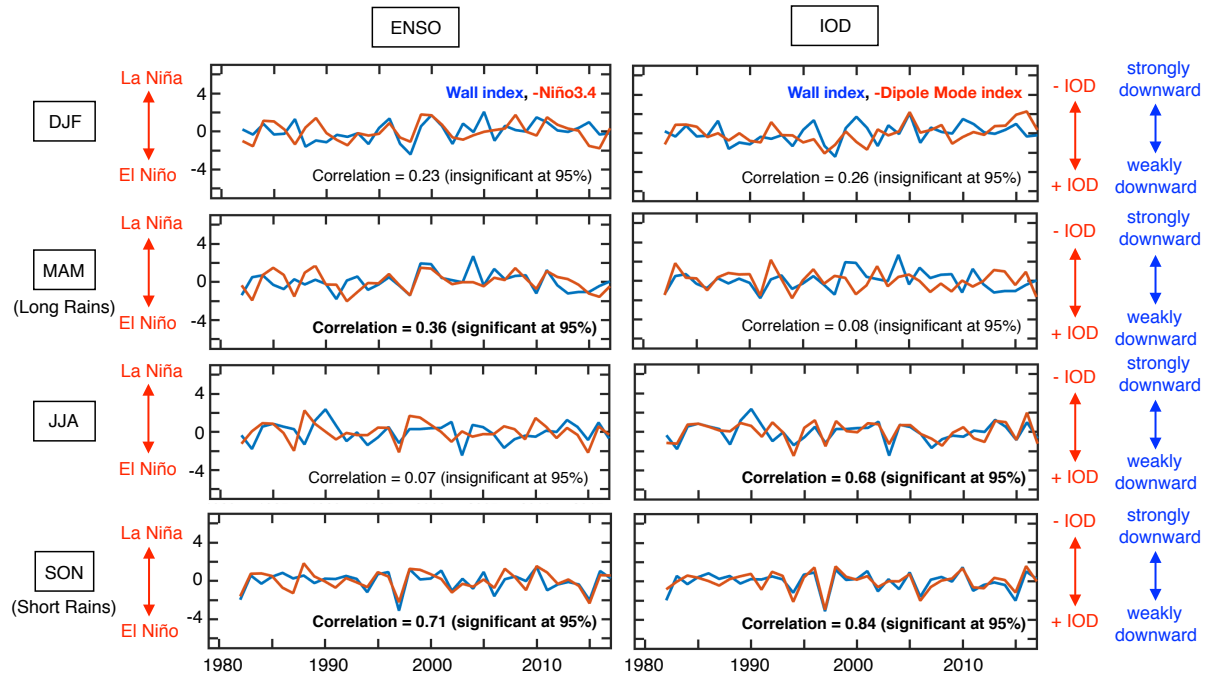 ENSO
IOD
DJF
La Niña
El Niño
4
0
-4
Wall index, -Niño3.4
Correlation = 0.23 (insignificant at 95%)
Wall index, -Dipole Mode index
Correlation = 0.26 (insignificant at 95%)
- IOD
+ IOD
strongly
downward
weakly
downward
MAM
(Long Rains)
La Niña
El Niño
4
0
-4
Correlation = 0.36 (significant at 95%)
Correlation = 0.08 (insignificant at 95%)
- IOD
+ IOD
strongly
downward
weakly
downward
JJA
La Niña
El Niño
4
0
-4
Correlation = 0.07 (insignificant at 95%)
Correlation = 0.68 (significant at 95%)
- IOD
+ IOD
strongly
downward
weakly
downward
SON
(Short Rains)
La Niña
El Niño
4
0
-4
Correlation = 0.71 (significant at 95%)
Correlation = 0.84 (significant at 95%)
- IOD
+ IOD
strongly
downward
weakly
downward
1980 1990 2000 2010
1980 1990 2000 2010